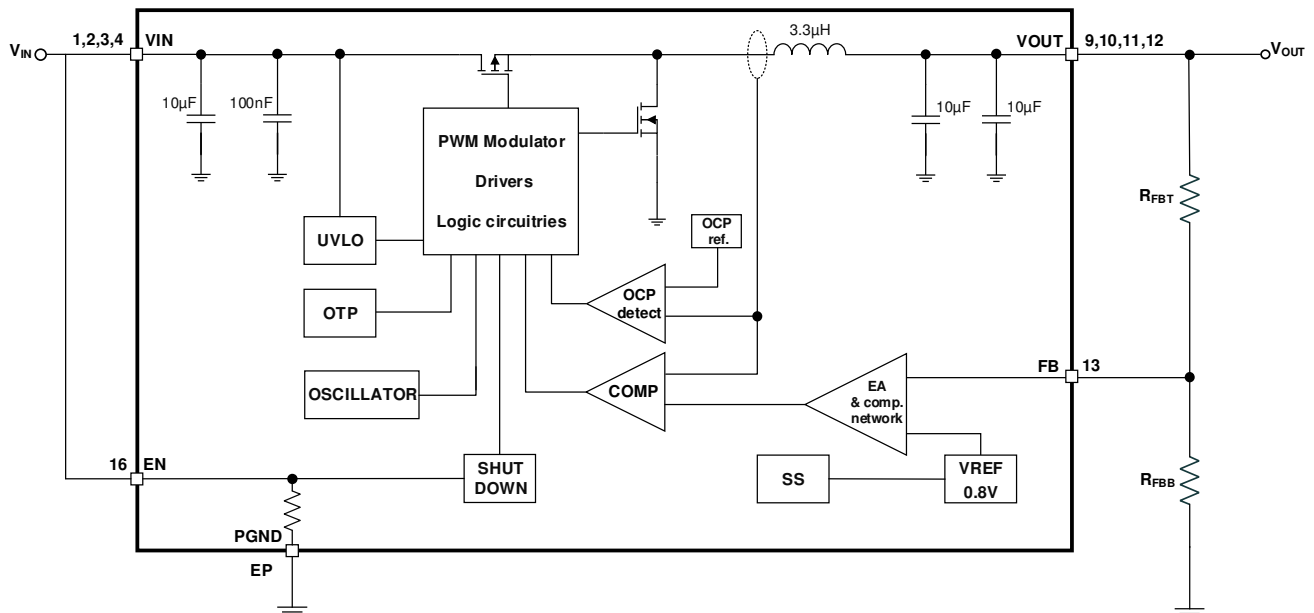 3.3µH
1,2,3,4
VIN
VOUT
9,10,11,12
VIN
VOUT
10µF
100nF
10µF
10µF
PWM Modulator
Drivers
Logic circuitries
RFBT
OCP
ref.
UVLO
OCP
detect
OTP
FB
13
EA
& comp.
network
COMP
OSCILLATOR
16
EN
SHUT
DOWN
SS
VREF
0.8V
RFBB
PGND
EP